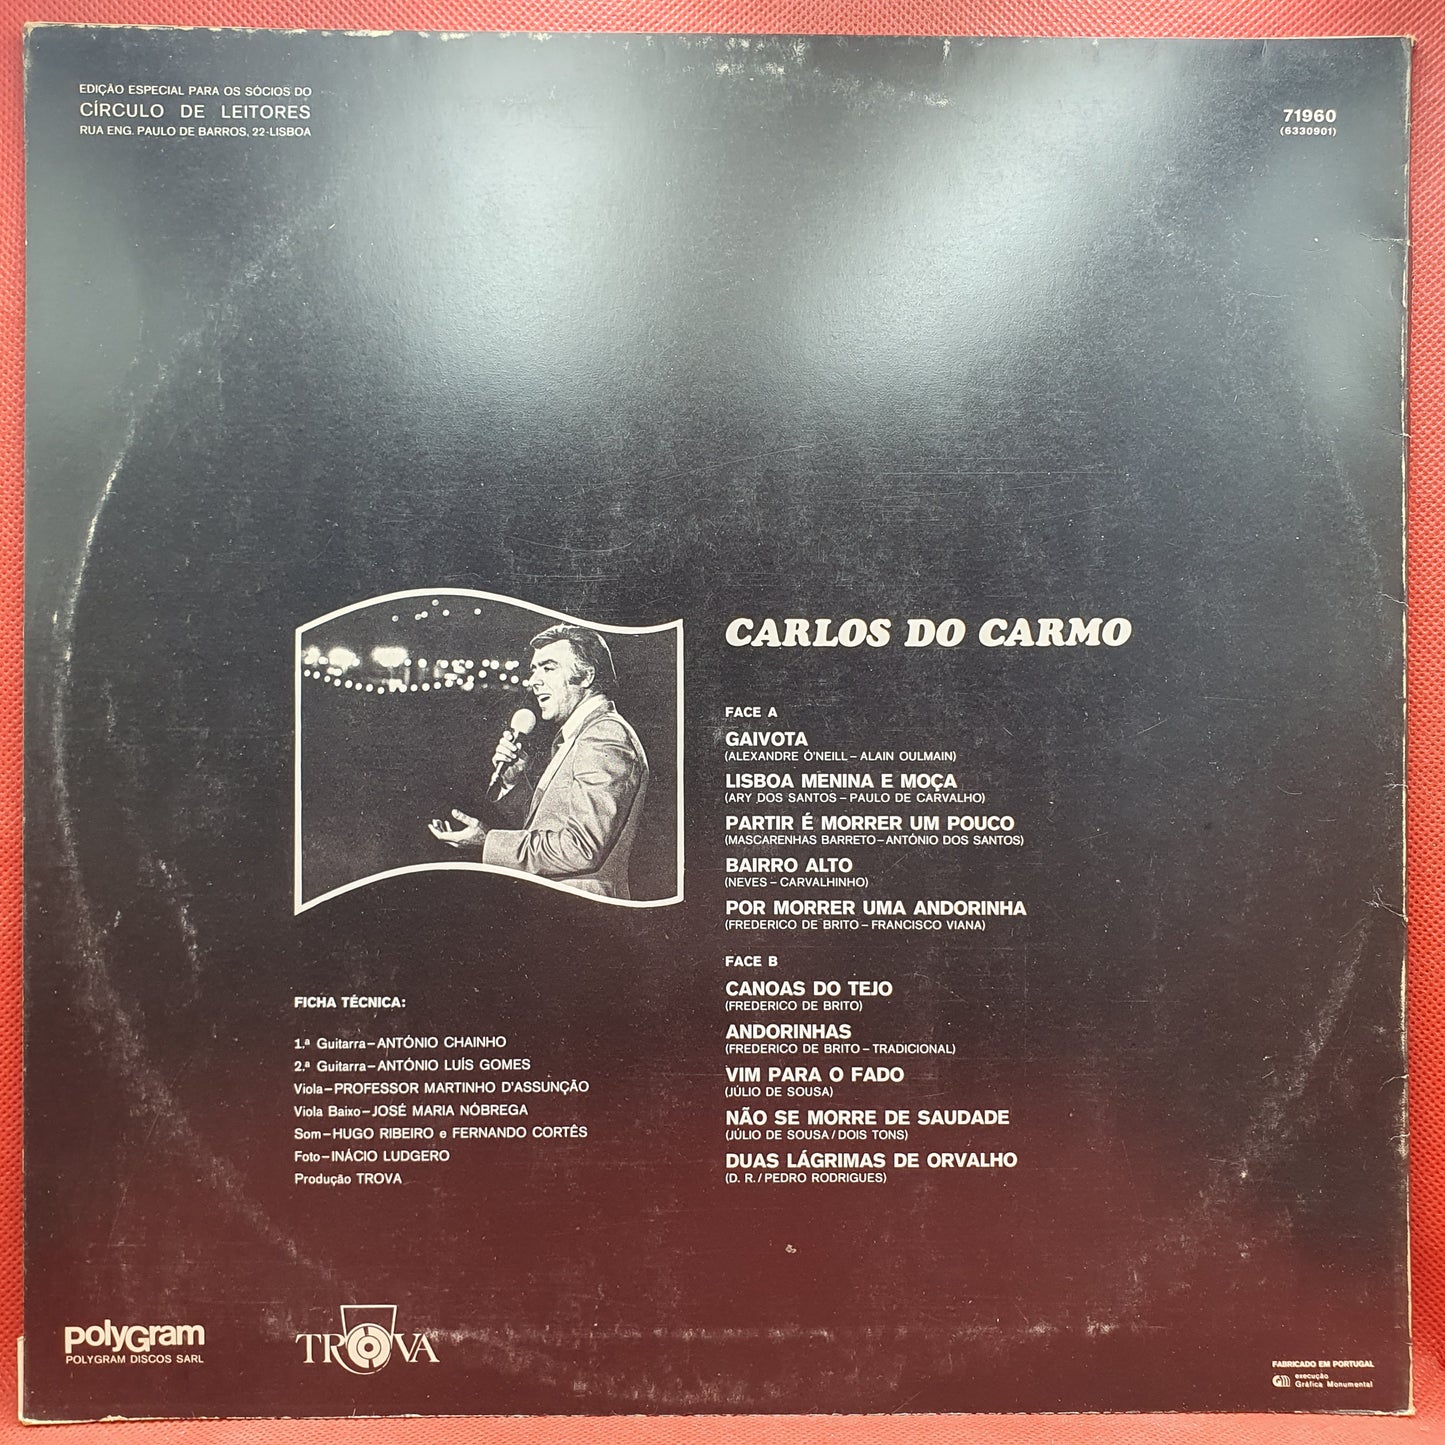 EDIÇÃO ESPECIAL PARA OS SÓCIOS DO
CÍRCULO DE LEITORES
RUA ENG. PAULO DE BARROS, 22-LISBOA
71960
(6330901)
CARLOS DO CARMO
FACE A
GAIVOTA
(ALEXANDRE Ó'NEILL – ALAIN OULMAIN)
LISBOA MENINA E MOÇA
(ARY DOS SANTOS – PAULO DE CARVALHO)
PARTIR É MORRER UM POUCO
(MASCARENHAS BARRETO – ANTÓNIO DOS SANTOS)
BAIRRO ALTO
(NEVES – CARVALHINHO)
POR MORRER UMA ANDORINHA
(FREDERICO DE BRITO – FRANCISCO VIANA)
FACE B
CANOAS DO TEJO
(FREDERICO DE BRITO)
ANDORINHAS
(FREDERICO DE BRITO – TRADICIONAL)
VIM PARA O FADO
(JÚLIO DE SOUSA)
NÃO SE MORRE DE SAUDADE
(JÚLIO DE SOUSA / DOIS TONS)
DUAS LÁGRIMAS DE ORVALHO
(D. R. / PEDRO RODRIGUES)
FICHA TÉCNICA:
1.ª Guitarra – ANTÓNIO CHAINHO
2.ª Guitarra – ANTÓNIO LUÍS GOMES
Viola – PROFESSOR MARTINHO D'ASSUNÇÃO
Viola Baixo – JOSÉ MARIA NÓBREGA
Som – HUGO RIBEIRO e FERNANDO CORTÊS
Foto – INÁCIO LUDGERO
Produção TROVA
polyGram
POLYGRAM DISCOS SARL
TROVA
FABRICADO EM PORTUGAL
GM execução
Gráfica Monumental